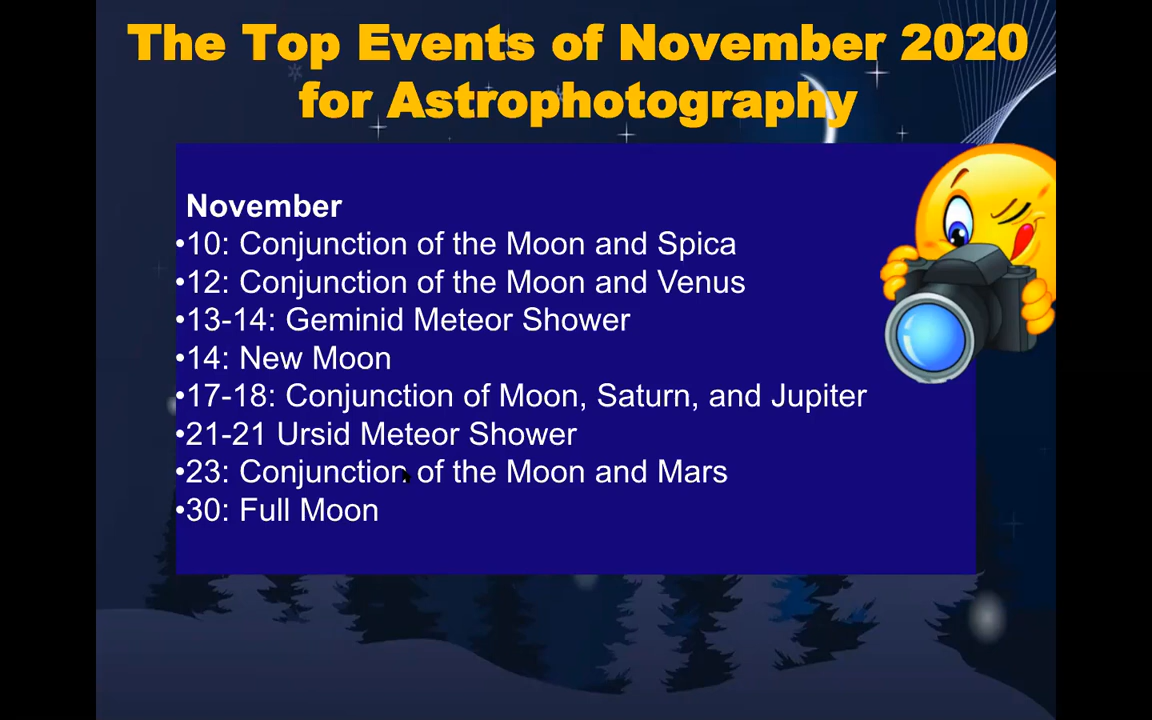 The Top Events of November 2020
for Astrophotography
November
•10: Conjunction of the Moon and Spica
•12: Conjunction of the Moon and Venus
•13-14: Geminid Meteor Shower
•14: New Moon
•17-18: Conjunction of Moon, Saturn, and Jupiter
•21-21 Ursid Meteor Shower
•23: Conjunction of the Moon and Mars
•30: Full Moon